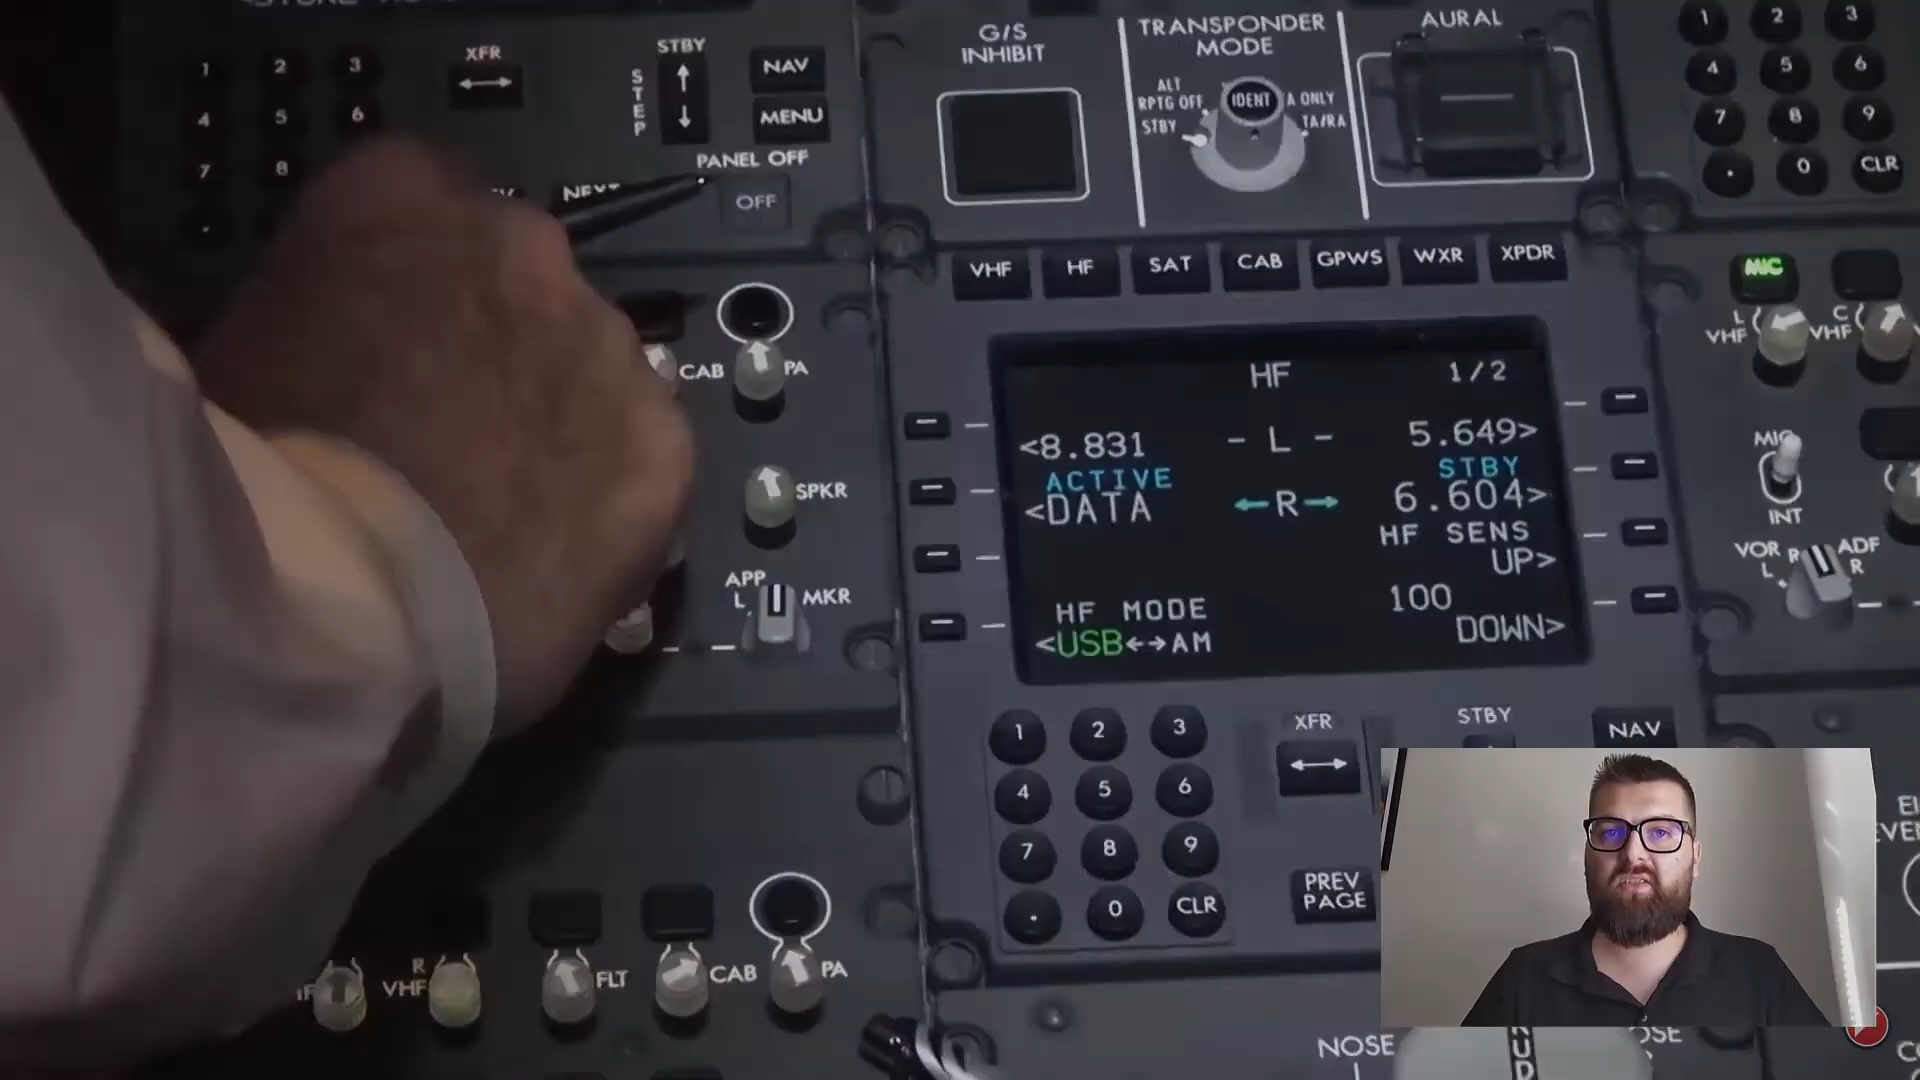 XFR
STBY
STEP
NAV
MENU
PANEL OFF
OFF
NEXT
1 2 3
4 5 6
7 8
.
G/S
INHIBIT
TRANSPONDER
MODE
ALT
RPTG OFF
STBY
IDENT
A ONLY
TA/RA
AURAL
1 2 3
4 5 6
7 8 9
. 0 CLR
VHF HF SAT CAB GPWS WXR XPDR
CAB PA
SPKR
APP
L
MKR
HF 1/2
<8.831 - L - 5.649>
ACTIVE STBY
<DATA ←R→ 6.604>
HF SENS
UP>
HF MODE 100
<USB←→AM DOWN>
MIC
L
VHF
C
VHF
MIC
INT
VOR
L
R
ADF
R
1 2 3
4 5 6
7 8 9
. 0 CLR
XFR
STBY
NAV
PREV
PAGE
R
VHF
FLT
CAB
PA
NOSE